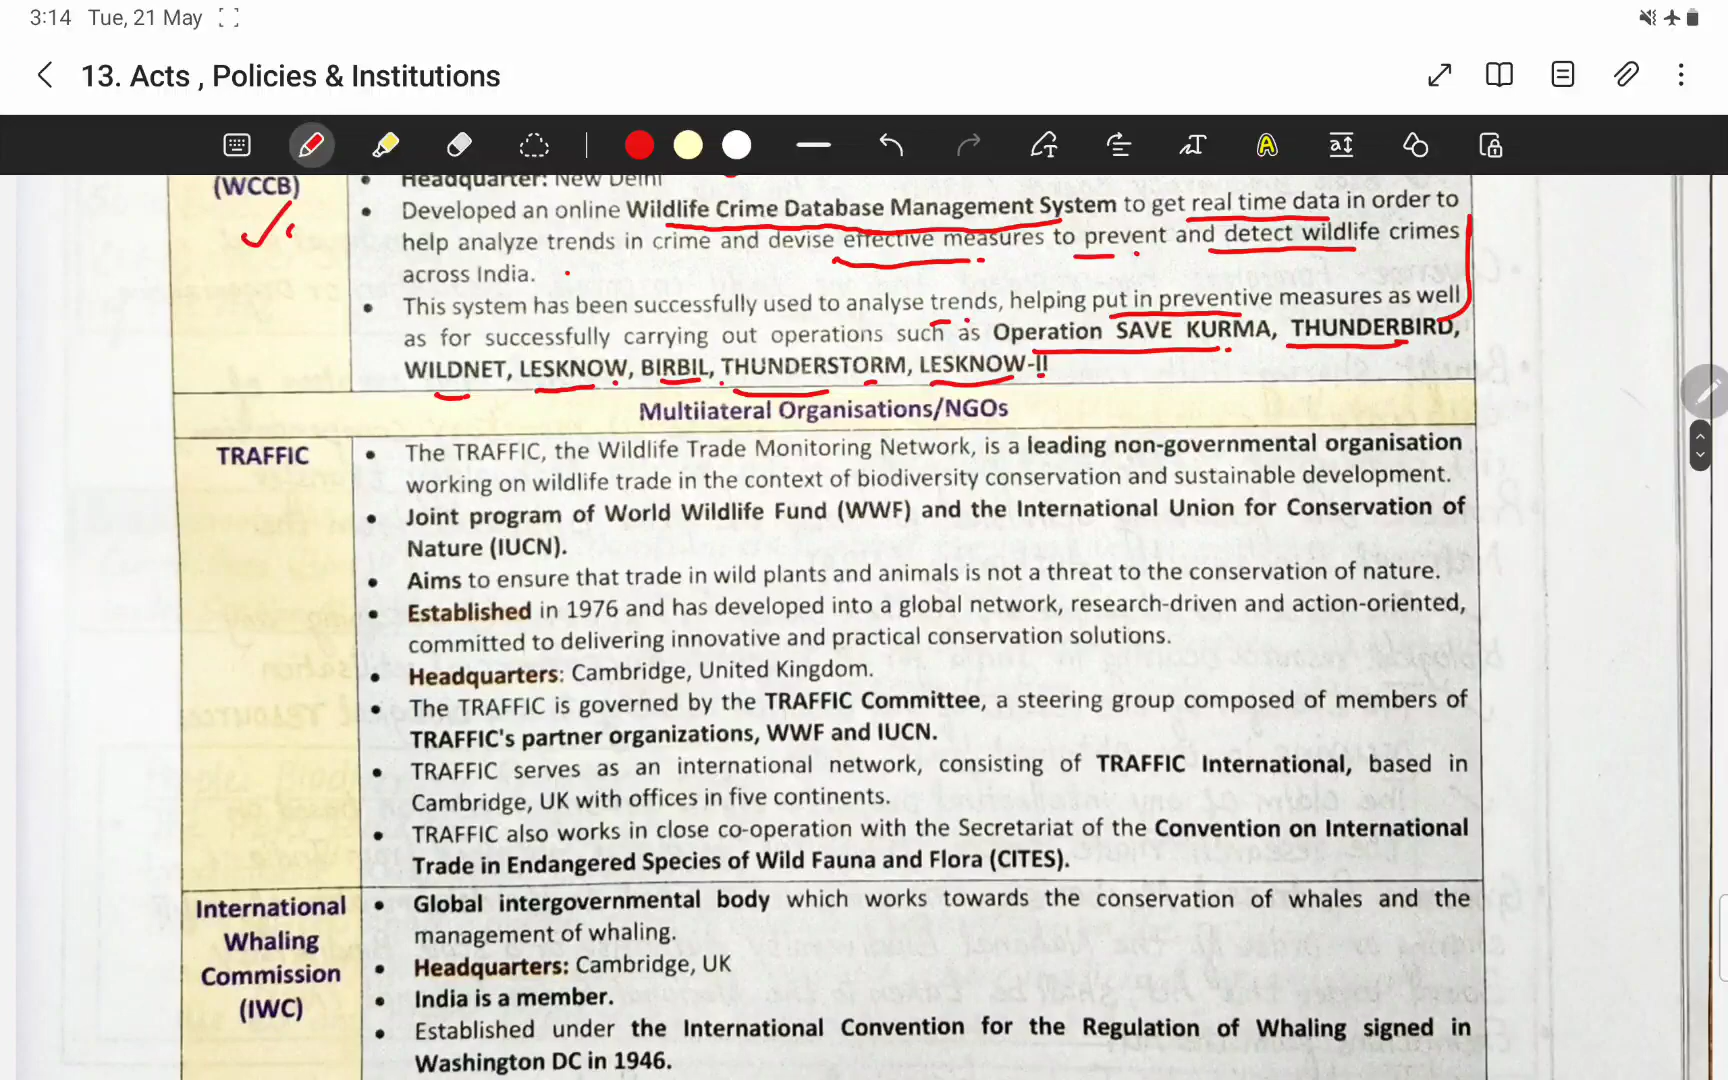 3:14 Tue, 21 May
13. Acts , Policies & Institutions
(WCCB)
• Headquarter: New Delhi
• Developed an online Wildlife Crime Database Management System to get real time data in order to
help analyze trends in crime and devise effective measures to prevent and detect wildlife crimes
across India.
• This system has been successfully used to analyse trends, helping put in preventive measures as well
as for successfully carrying out operations such as Operation SAVE KURMA, THUNDERBIRD,
WILDNET, LESKNOW, BIRBIL, THUNDERSTORM, LESKNOW-II
Multilateral Organisations/NGOs
TRAFFIC
• The TRAFFIC, the Wildlife Trade Monitoring Network, is a leading non-governmental organisation
working on wildlife trade in the context of biodiversity conservation and sustainable development.
• Joint program of World Wildlife Fund (WWF) and the International Union for Conservation of
Nature (IUCN).
• Aims to ensure that trade in wild plants and animals is not a threat to the conservation of nature.
• Established in 1976 and has developed into a global network, research-driven and action-oriented,
committed to delivering innovative and practical conservation solutions.
• Headquarters: Cambridge, United Kingdom.
• The TRAFFIC is governed by the TRAFFIC Committee, a steering group composed of members of
TRAFFIC's partner organizations, WWF and IUCN.
• TRAFFIC serves as an international network, consisting of TRAFFIC International, based in
Cambridge, UK with offices in five continents.
• TRAFFIC also works in close co-operation with the Secretariat of the Convention on International
Trade in Endangered Species of Wild Fauna and Flora (CITES).
International
Whaling
Commission
(IWC)
• Global intergovernmental body which works towards the conservation of whales and the
management of whaling.
• Headquarters: Cambridge, UK
• India is a member.
• Established under the International Convention for the Regulation of Whaling signed in
Washington DC in 1946.